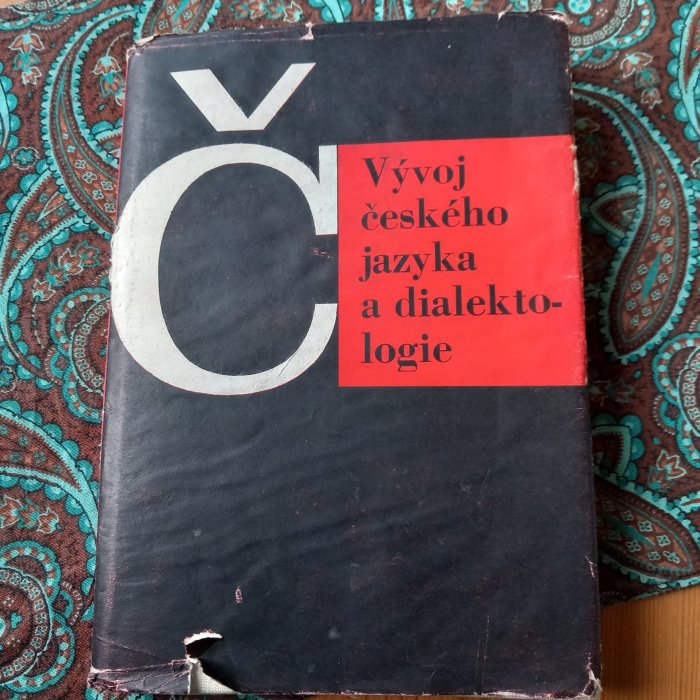 Č
Vývoj
českého
jazyka
a dialekto-
logie